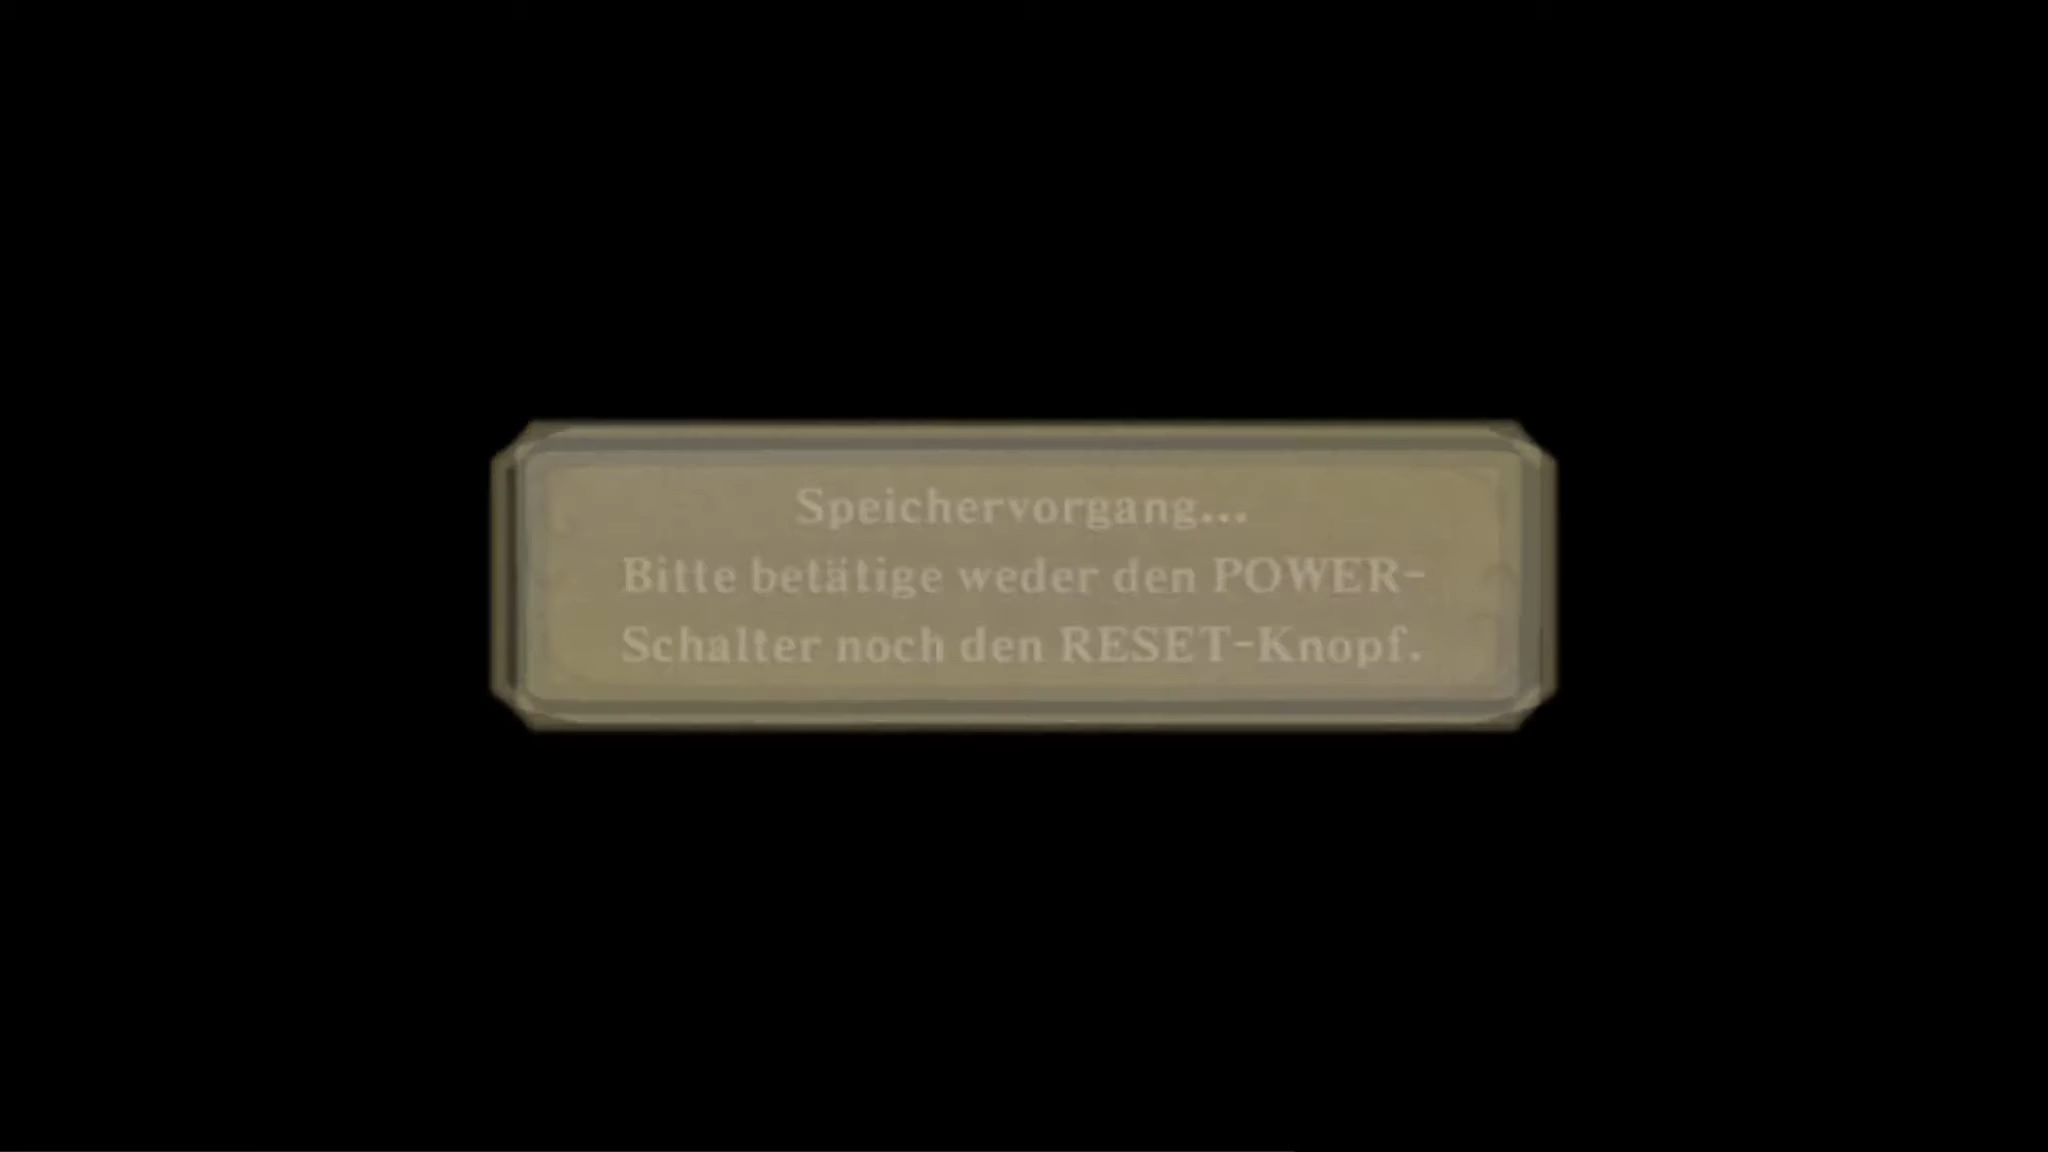 Speichervorgang...
Bitte betätige weder den POWER-
Schalter noch den RESET-Knopf.